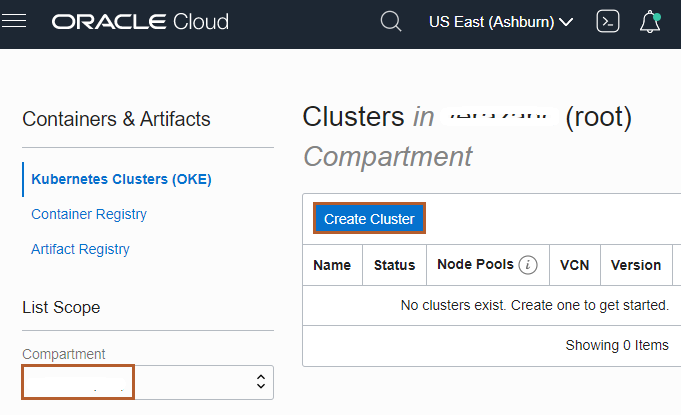 ORACLE Cloud
US East (Ashburn)
Containers & Artifacts
Kubernetes Clusters (OKE)
Container Registry
Artifact Registry
List Scope
Compartment
Clusters in (root)
Compartment
Create Cluster
Name Status Node Pools i VCN Version
No clusters exist. Create one to get started.
Showing 0 Items